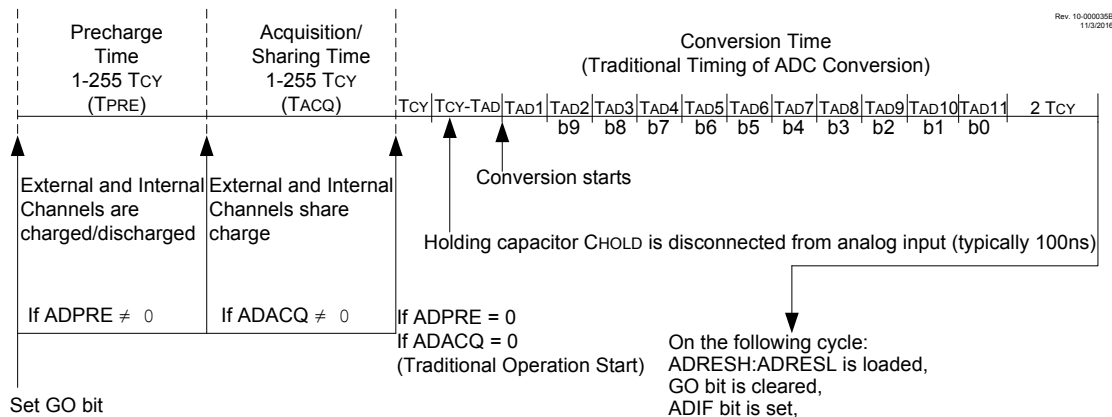 Rev. 10-000035B
11/3/2016
Precharge
Time
1-255 TCY
(TPRE)
Acquisition/
Sharing Time
1-255 TCY
(TACQ)
Conversion Time
(Traditional Timing of ADC Conversion)
TCY TCY-TAD TAD1 TAD2 TAD3 TAD4 TAD5 TAD6 TAD7 TAD8 TAD9 TAD10 TAD11 2 TCY
b9 b8 b7 b6 b5 b4 b3 b2 b1 b0
External and Internal
Channels are
charged/discharged
External and Internal
Channels share
charge
Conversion starts
Holding capacitor CHOLD is disconnected from analog input (typically 100ns)
If ADPRE ≠ 0
If ADACQ ≠ 0
If ADPRE = 0
If ADACQ = 0
(Traditional Operation Start)
Set GO bit
On the following cycle:
ADRESH:ADRESL is loaded,
GO bit is cleared,
ADIF bit is set,